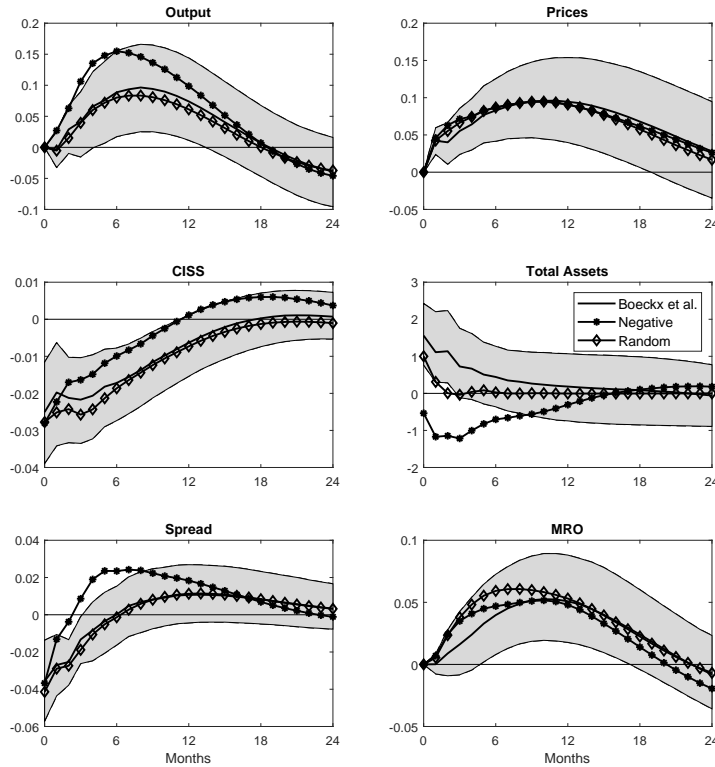 Output
0.2
0.15
0.1
0.05
0
-0.05
-0.1
0 6 12 18 24
Prices
0.2
0.15
0.1
0.05
0
-0.05
0 6 12 18 24
CISS
0.01
0
-0.01
-0.02
-0.03
-0.04
0 6 12 18 24
Total Assets
3
2
1
0
-1
-2
0 6 12 18 24
Boeckx et al.
Negative
Random
Spread
0.04
0.02
0
-0.02
-0.04
-0.06
0 6 12 18 24
Months
MRO
0.1
0.05
0
-0.05
0 6 12 18 24
Months